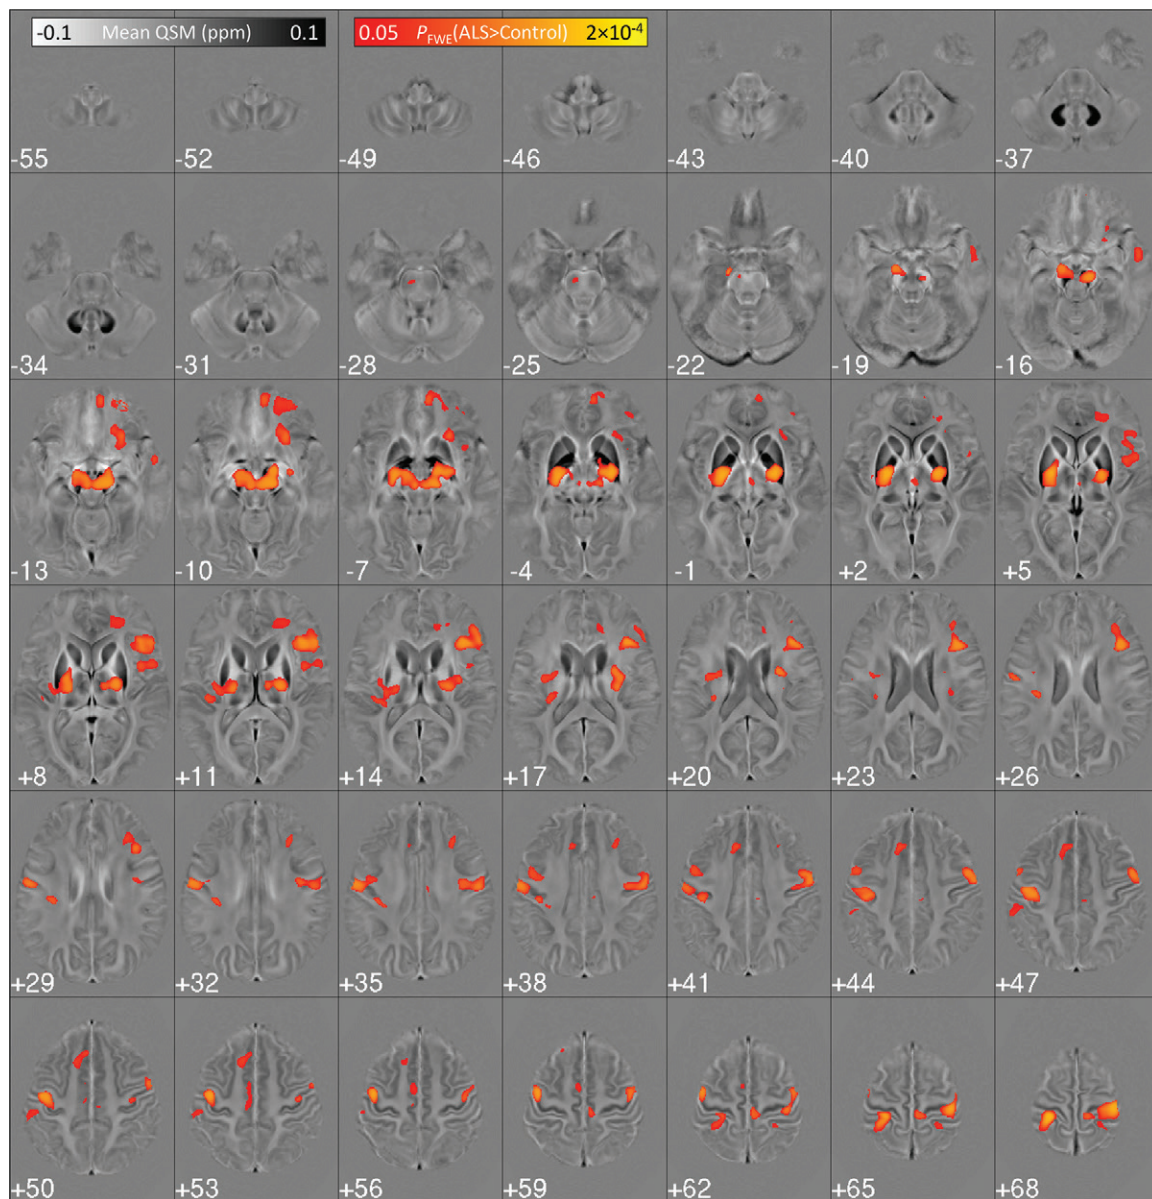 -0.1 Mean QSM (ppm) 0.1 0.05 P_FWE(ALS>Control) 2×10⁻⁴
-55 -52 -49 -46 -43 -40 -37
-34 -31 -28 -25 -22 -19 -16
-13 -10 -7 -4 -1 +2 +5
+8 +11 +14 +17 +20 +23 +26
+29 +32 +35 +38 +41 +44 +47
+50 +53 +56 +59 +62 +65 +68